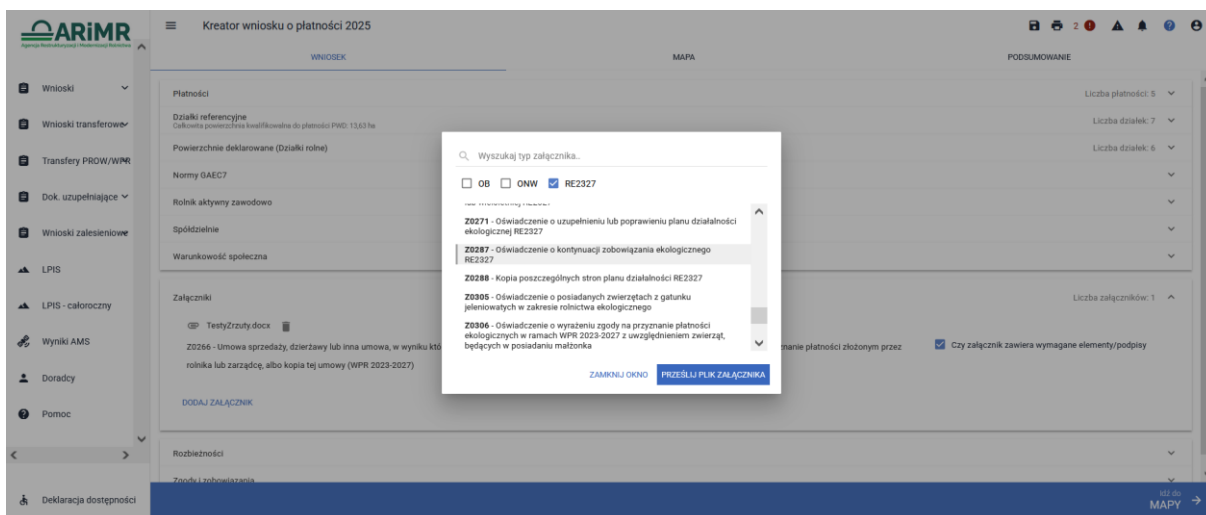 ARiMR
Agencja Restrukturyzacji i Modernizacji Rolnictwa
Kreator wniosku o płatności 2025
2
WNIOSEK
MAPA
PODSUMOWANIE
Wnioski
Wnioski transferowe
Transfery PROW/WPR
Dok. uzupełniające
Wnioski zalesieniowe
LPIS
LPIS - całoroczny
Wyniki AMS
Doradcy
Pomoc
Deklaracja dostępności
Płatności
Liczba płatności: 5
Działki referencyjne
Całkowita powierzchnia kwalifikowalna do płatności PWD: 13,63 ha
Liczba działek: 7
Powierzchnie deklarowane (Działki rolne)
Liczba działek: 6
Normy GAEC7
Rolnik aktywny zawodowo
Spółdzielnie
Warunkowość społeczna
Załączniki
Liczba załączników: 1
TestyZrzuty.docx
Z0266 - Umowa sprzedaży, dzierżawy lub inna umowa, w wyniku któ
znanie płatności złożonym przez
rolnika lub zarządcę, albo kopia tej umowy (WPR 2023-2027)
Czy załącznik zawiera wymagane elementy/podpisy
DODAJ ZAŁĄCZNIK
Rozbieżności
Zgody i zobowiązania
Idź do
MAPY
Wyszukaj typ załącznika..
OB ONW RE2327
Z0271 - Oświadczenie o uzupełnieniu lub poprawieniu planu działalności
ekologicznej RE2327
Z0287 - Oświadczenie o kontynuacji zobowiązania ekologicznego
RE2327
Z0288 - Kopia poszczególnych stron planu działalności RE2327
Z0305 - Oświadczenie o posiadanych zwierzętach z gatunku
jeleniowatych w zakresie rolnictwa ekologicznego
Z0306 - Oświadczenie o wyrażeniu zgody na przyznanie płatności
ekologicznych w ramach WPR 2023-2027 z uwzględnieniem zwierząt,
będących w posiadaniu małżonka
ZAMKNIJ OKNO
PRZEŚLIJ PLIK ZAŁĄCZNIKA